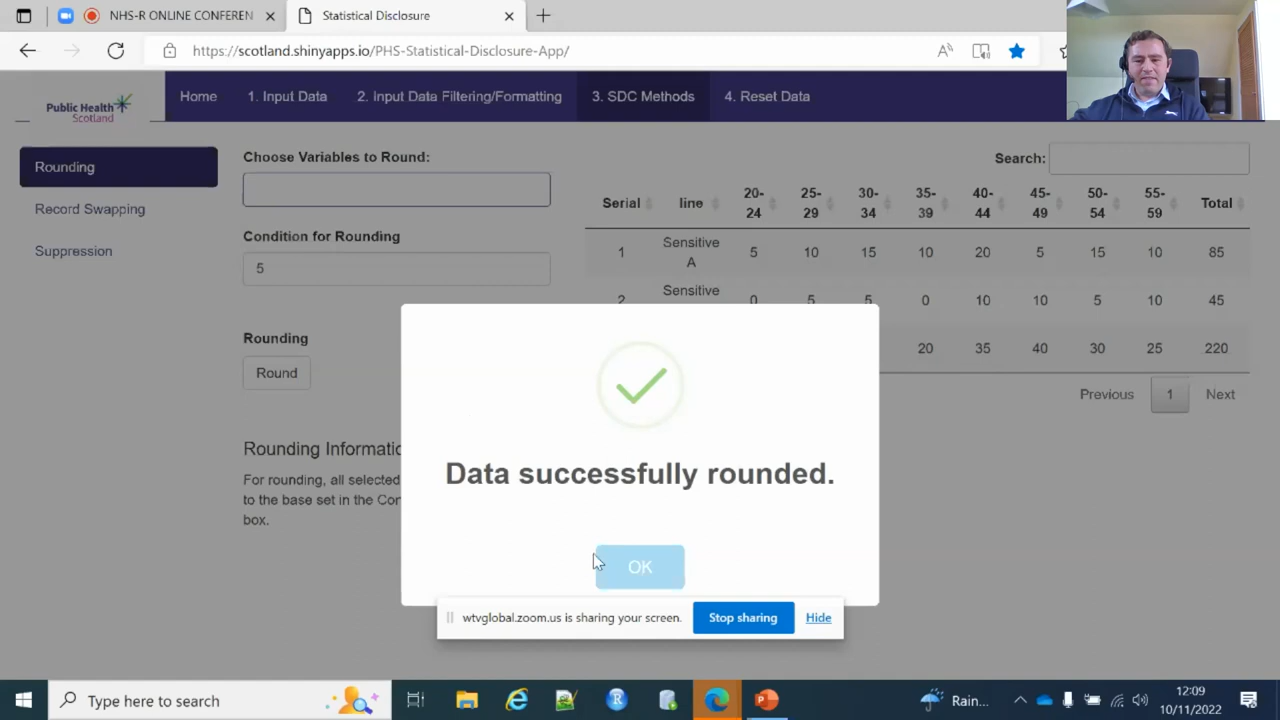 NHS-R ONLINE CONFEREN
Statistical Disclosure
https://scotland.shinyapps.io/PHS-Statistical-Disclosure-App/
Public Health
Scotland
Home
1. Input Data
2. Input Data Filtering/Formatting
3. SDC Methods
4. Reset Data
Rounding
Record Swapping
Suppression
Choose Variables to Round:
Condition for Rounding
5
Rounding
Round
Rounding Informatic
For rounding, all selected
to the base set in the Con
box.
Search:
Serial line 20-24 25-29 30-34 35-39 40-44 45-49 50-54 55-59 Total
1 Sensitive A 5 10 15 10 20 5 15 10 85
2 Sensitive 0 5 5 0 10 10 5 10 45
20 35 40 30 25 220
Previous 1 Next
Data successfully rounded.
OK
wtvglobal.zoom.us is sharing your screen. Stop sharing Hide
Type here to search
Rain...
12:09
10/11/2022